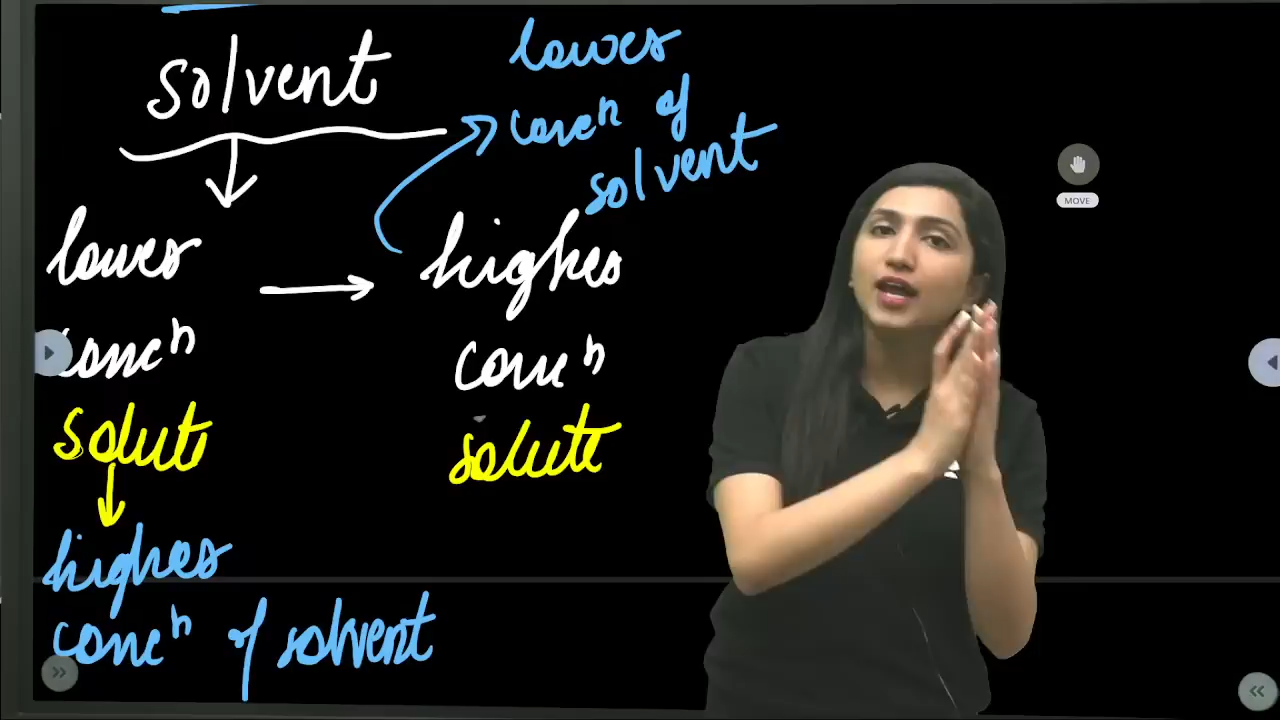 solvent
lower
concⁿ of
solvent
lower → higher
concⁿ concⁿ
solute solute
higher
concⁿ of solvent
MOVE